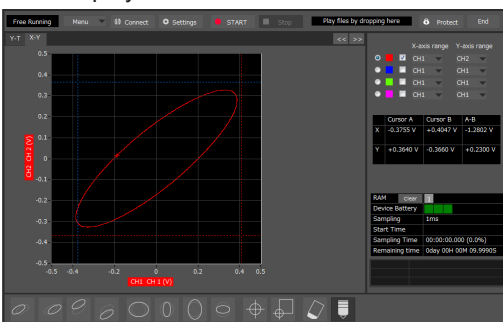 Free Running Menu Connect Settings START Stop Play files by dropping here Protect End
Y-T X-Y << >>
X-axis range Y-axis range
CH1 CH2
CH1 CH1
CH1 CH1
CH1 CH1
0.5
0.4
0.3
0.2
0.1
0
-0.1
-0.2
-0.3
-0.4
-0.5
CH2 CH 2 (V)
-0.5 -0.4 -0.2 0 0.2 0.4 0.5
CH1 CH 1 (V)
Cursor A Cursor B A-B
X -0.3755 V +0.4047 V -1.2802 V
Y +0.3640 V -0.3660 V +0.2300 V
RAM Clear
Device Battery
Sampling 1ms
Start Time
Sampling Time 00:00:00.000 (0.0%)
Remaining time 0day 00H 00M 09.9990S